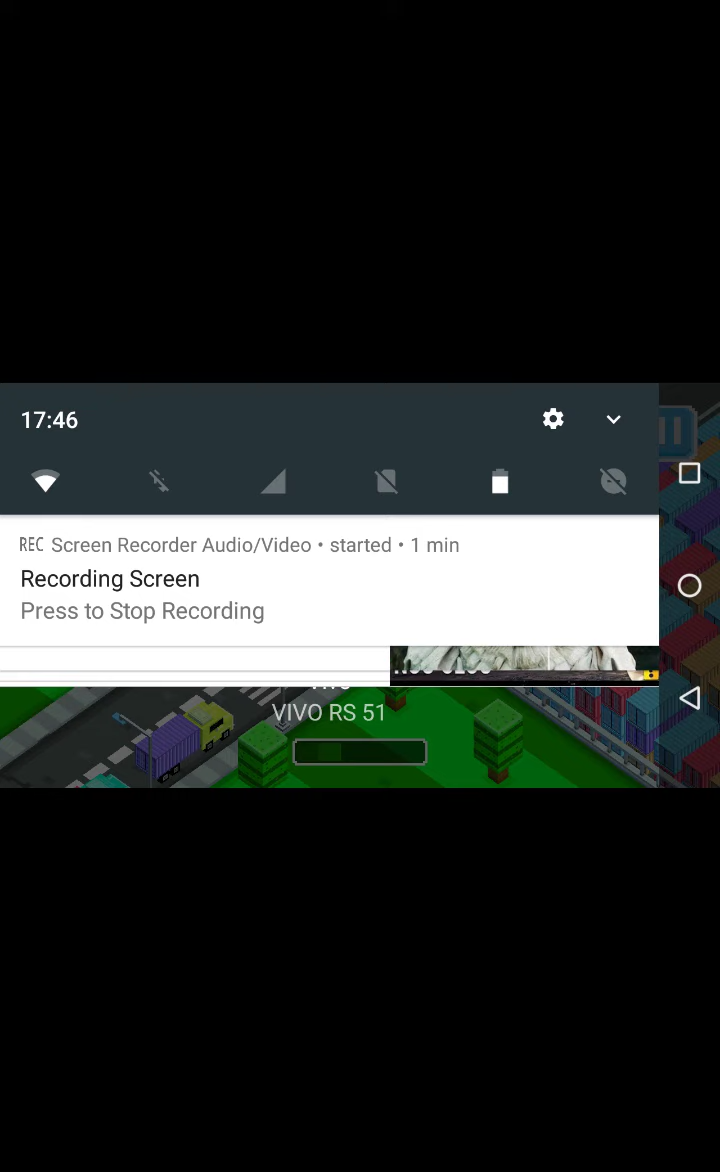 17:46
REC Screen Recorder Audio/Video • started • 1 min
Recording Screen
Press to Stop Recording
VIVO RS 51